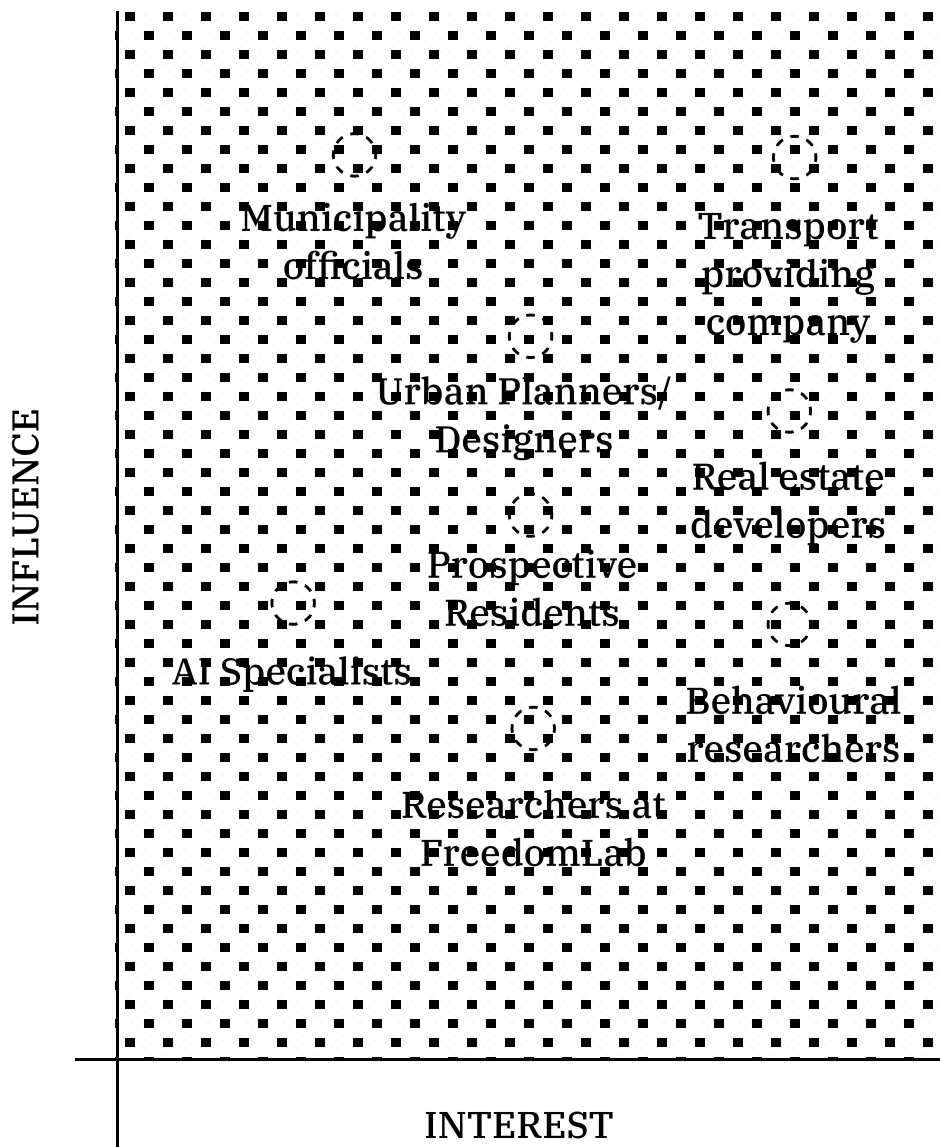 Municipality
officials
Transport
providing
company
Urban Planners/
Designers
Real estate
developers
Prospective
Residents
AI Specialists
Behavioural
researchers
Researchers at
FreedomLab
INFLUENCE
INTEREST